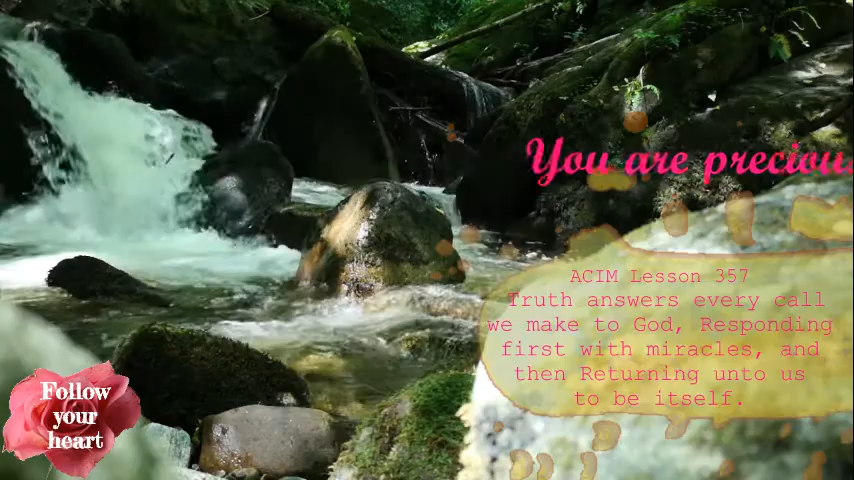 You are preciou
ACIM Lesson 357
Truth answers every call
we make to God, Responding
first with miracles, and
then Returning unto us
to be itself.
Follow
your
heart